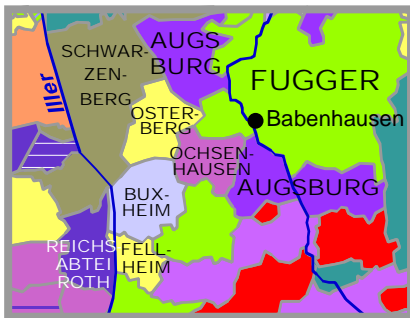 SCHWAR-
ZEN-
BERG
AUGS
BURG
FUGGER
Iller
OSTER-
BERG
Babenhausen
OCHSEN-
HAUSEN
AUGSBURG
BUX-
HEIM
REICHS
ABTEI
ROTH
FELL-
HEIM